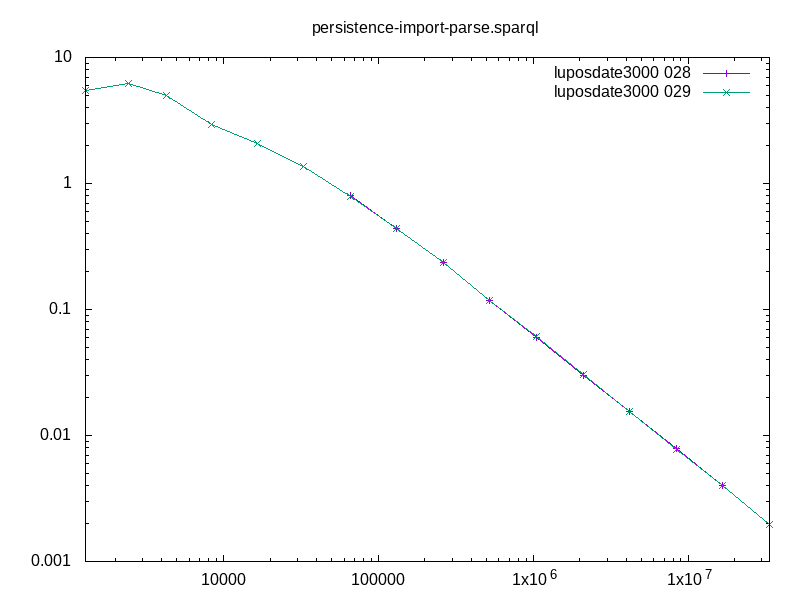 persistence-import-parse.sparql
luposdate3000 028
luposdate3000 029
10
1
0.1
0.01
0.001
10000 100000 1x10^6 1x10^7